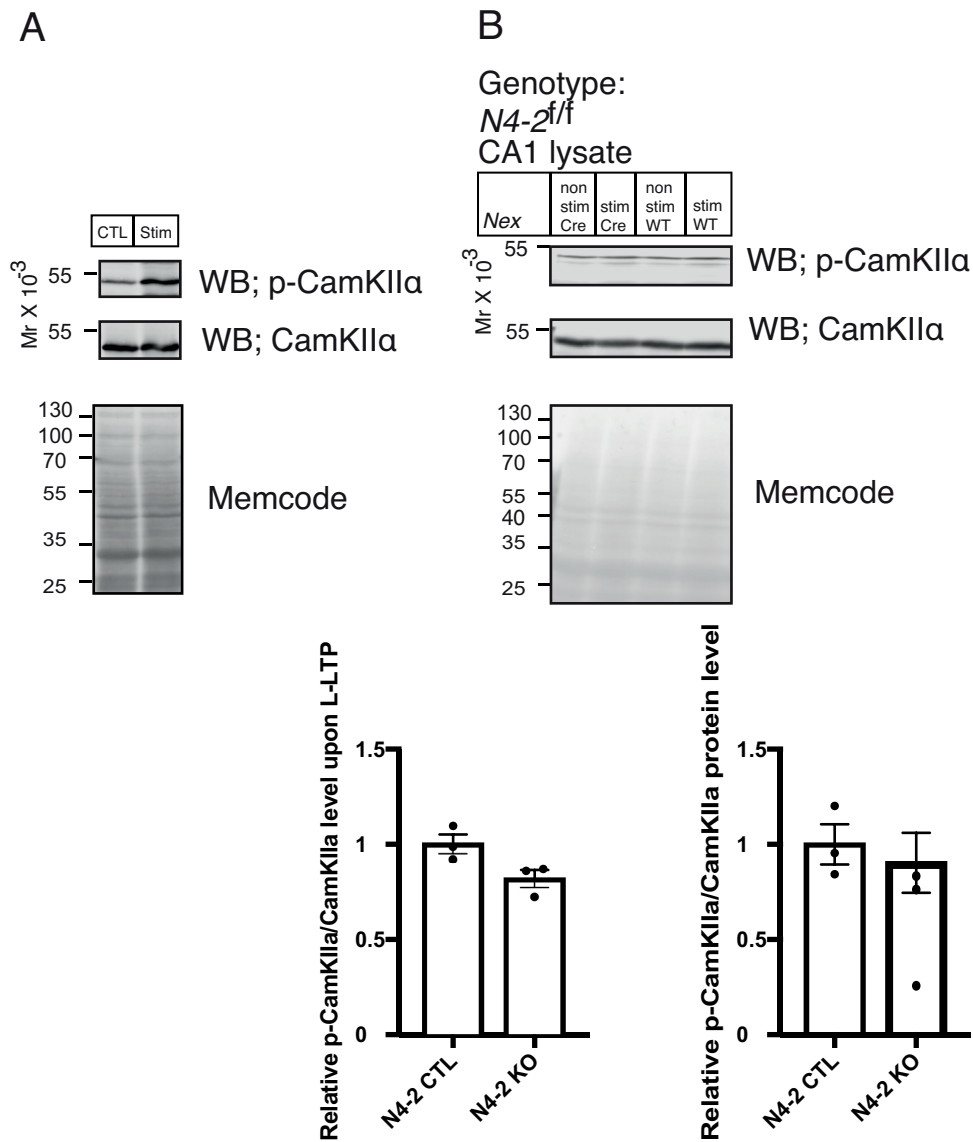 A
B
Genotype:
N4-2f/f
CA1 lysate
CTL Stim
Nex
non stim Cre
stim Cre
non stim WT
stim WT
Mr X 10-3
55
WB; p-CamKIIα
55
WB; CamKIIα
Mr X 10-3
55
WB; p-CamKIIα
55
WB; CamKIIα
130
100
70
55
35
25
Memcode
130
100
70
55
40
35
25
Memcode
Relative p-CamKIIa/CamKIIa level upon L-LTP
1.5
1
0.5
0
N4-2 CTL
N4-2 KO
Relative p-CamKIIa/CamKIIa protein level
1.5
1
0.5
0
N4-2 CTL
N4-2 KO